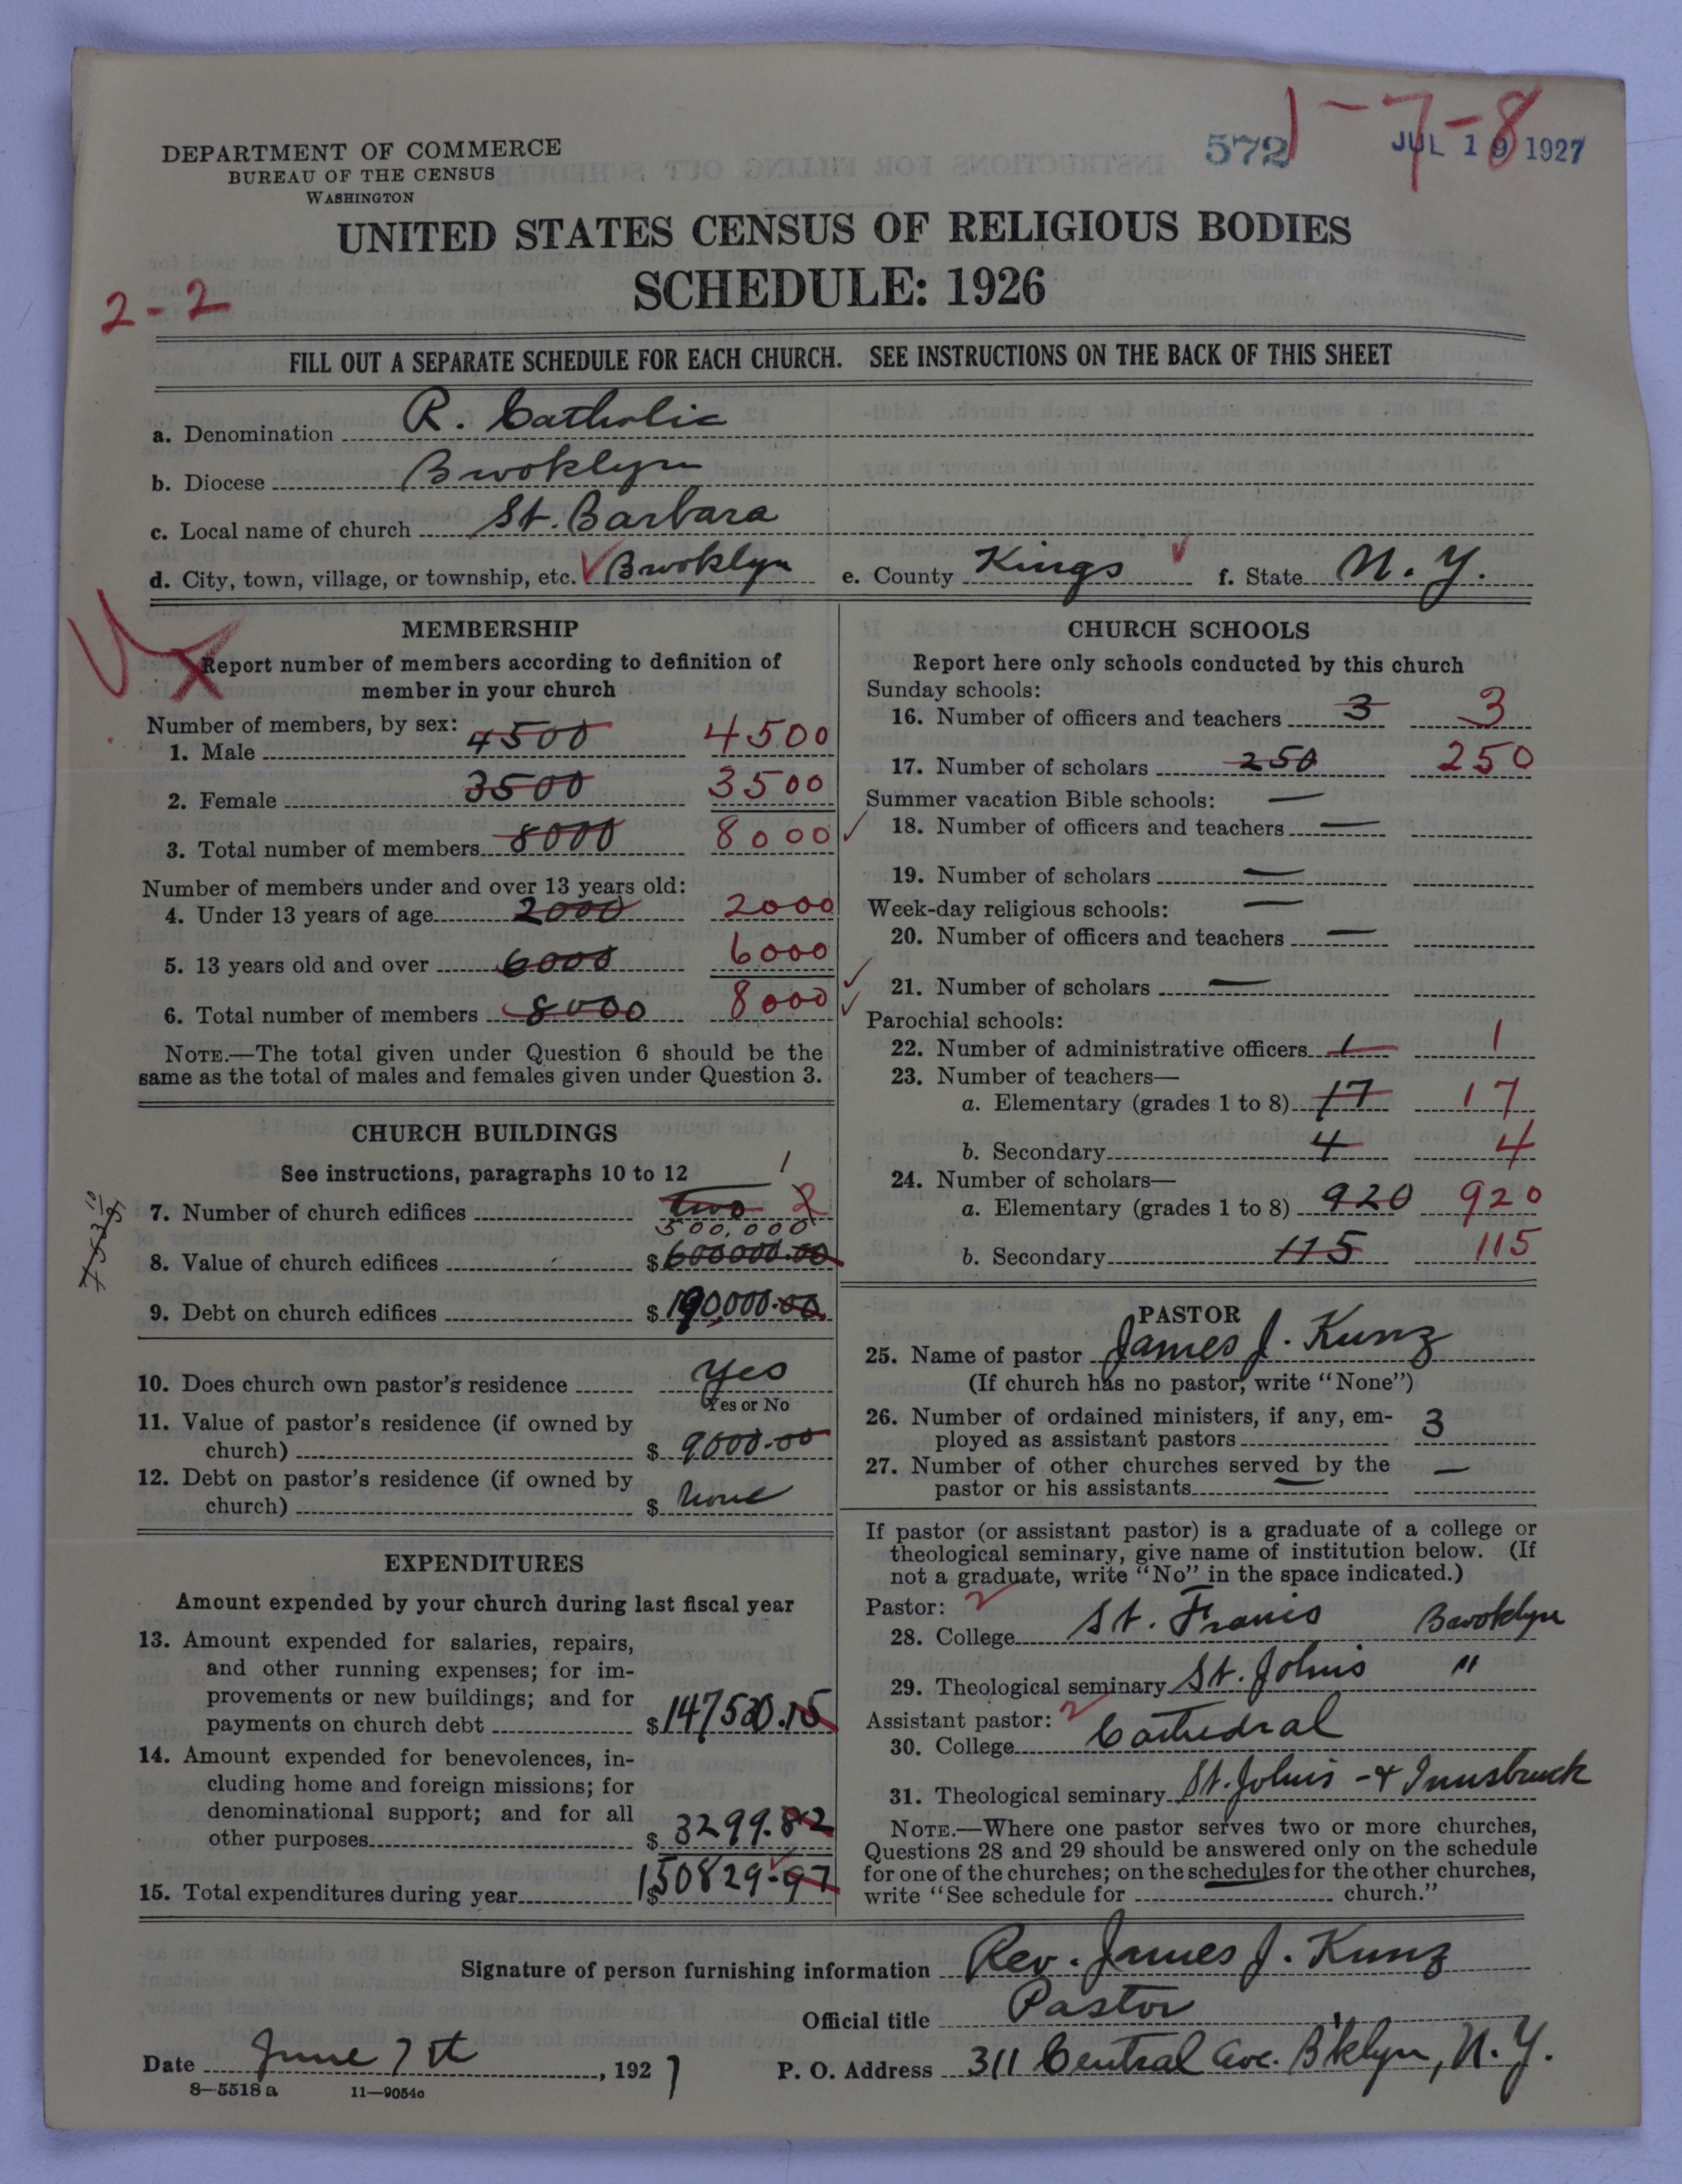 572
1-7-8
JUL 19 1927
DEPARTMENT OF COMMERCE
BUREAU OF THE CENSUS
WASHINGTON
UNITED STATES CENSUS OF RELIGIOUS BODIES
SCHEDULE: 1926
2-2
FILL OUT A SEPARATE SCHEDULE FOR EACH CHURCH. SEE INSTRUCTIONS ON THE BACK OF THIS SHEET
a. Denomination R. Catholic
b. Diocese Brooklyn
c. Local name of church St. Barbara
d. City, town, village, or township, etc. Brooklyn e. County Kings f. State N. Y.
MEMBERSHIP
Report number of members according to definition of
member in your church
Number of members, by sex:
1. Male 4500 4500
2. Female 3500 3500
3. Total number of members 8000 8000
Number of members under and over 13 years old:
4. Under 13 years of age 2000 2000
5. 13 years old and over 6000 6000
6. Total number of members 8000 8000
NOTE.—The total given under Question 6 should be the
same as the total of males and females given under Question 3.
CHURCH BUILDINGS
See instructions, paragraphs 10 to 12
1
7. Number of church edifices two 2
500,000
8. Value of church edifices $600000.00
9. Debt on church edifices $190,000.00
10. Does church own pastor's residence yes
Yes or No
11. Value of pastor's residence (if owned by
church) $ 9000.00
12. Debt on pastor's residence (if owned by
church) $ none
EXPENDITURES
Amount expended by your church during last fiscal year
13. Amount expended for salaries, repairs,
and other running expenses; for im-
provements or new buildings; and for
payments on church debt $147530.15
14. Amount expended for benevolences, in-
cluding home and foreign missions; for
denominational support; and for all
other purposes $ 3299.82
15. Total expenditures during year $150829.97
CHURCH SCHOOLS
Report here only schools conducted by this church
Sunday schools:
16. Number of officers and teachers 3 3
17. Number of scholars 250 250
Summer vacation Bible schools: —
18. Number of officers and teachers —
19. Number of scholars —
Week-day religious schools: —
20. Number of officers and teachers —
21. Number of scholars —
Parochial schools:
22. Number of administrative officers 1 1
23. Number of teachers—
a. Elementary (grades 1 to 8) 17 17
b. Secondary 4 4
24. Number of scholars—
a. Elementary (grades 1 to 8) 920 920
b. Secondary 115 115
PASTOR
25. Name of pastor James J. Kunz
(If church has no pastor, write "None")
26. Number of ordained ministers, if any, em-
ployed as assistant pastors 3
27. Number of other churches served by the
pastor or his assistants — —
If pastor (or assistant pastor) is a graduate of a college or
theological seminary, give name of institution below. (If
not a graduate, write "No" in the space indicated.)
Pastor: 2
28. College St. Francis Brooklyn
29. Theological seminary St. Johns "
Assistant pastor: 2
30. College Cathedral
31. Theological seminary St. Johns - & Innsbruck
NOTE.—Where one pastor serves two or more churches,
Questions 28 and 29 should be answered only on the schedule
for one of the churches; on the schedules for the other churches,
write "See schedule for church."
Signature of person furnishing information Rev. James J. Kunz
Official title Pastor
Date June 7th, 1927 P. O. Address 311 Central Ave. B'klyn, N. Y.
8-5518a 11-9054c